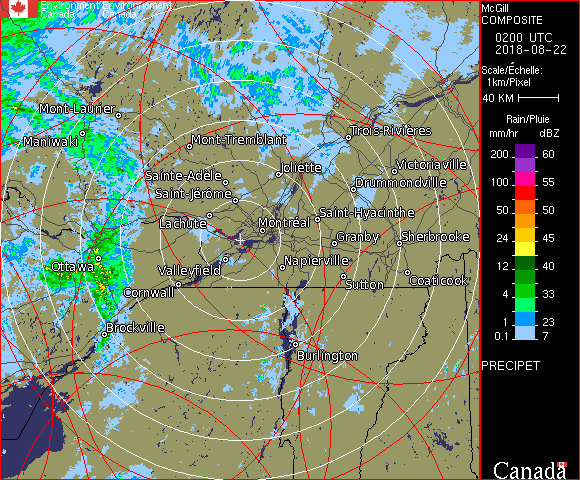 Environment Environnement
Canada Canada
McGill
COMPOSITE
0200 UTC
2018-08-22
Scale/Échelle:
1km/Pixel
40 KM
Rain/Pluie
mm/hr dBZ
200 60
100 55
50 50
24 45
12 40
8 33
4 33
1 23
0.1 7
PRECIPET
Canada
Mont-Laurier
Maniwaki
Mont-Tremblant
Trois-Rivières
Sainte-Adèle
Joliette
Victoriaville
Saint-Jérôme
Drummondville
Lachute
Montréal
Saint-Hyacinthe
Granby
Sherbrooke
Ottawa
Valleyfield
Napierville
Cornwall
Sutton
Coaticook
Brockville
Burlington